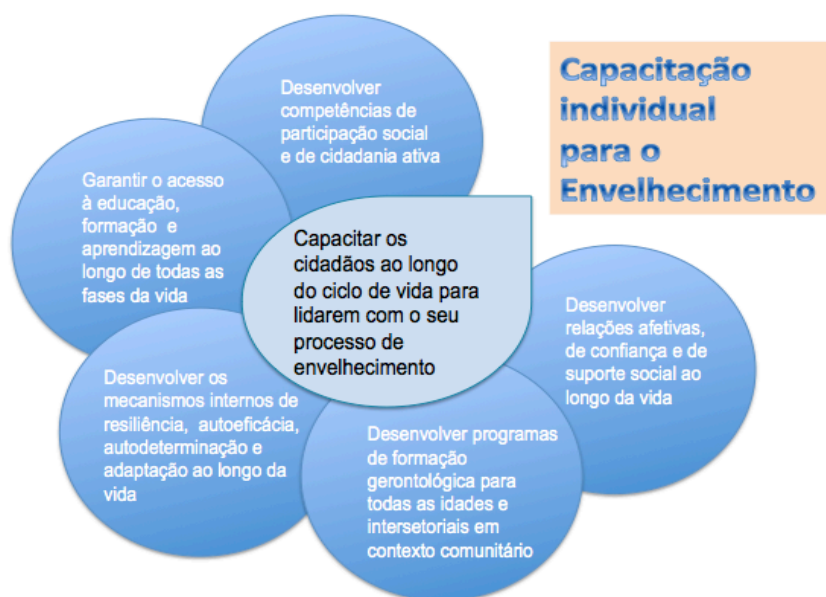 Capacitação
individual
para o
Envelhecimento
Desenvolver
competências de
participação social
e de cidadania ativa
Garantir o acesso
à educação,
formação e
aprendizagem ao
longo de todas as
fases da vida
Capacitar os
cidadãos ao longo
do ciclo de vida para
lidarem com o seu
processo de
envelhecimento
Desenvolver
relações afetivas,
de confiança e de
suporte social ao
longo da vida
Desenvolver os
mecanismos internos de
resiliência, autoeficácia,
autodeterminação e
adaptação ao longo da
vida
Desenvolver programas
de formação
gerontológica para
todas as idades e
intersetoriais em
contexto comunitário